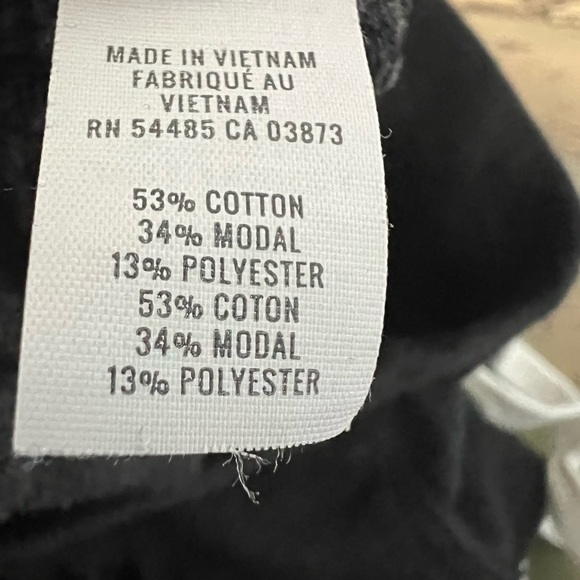 MADE IN VIETNAM
FABRIQUÉ AU
VIETNAM
RN 54485 CA 03873
53% COTTON
34% MODAL
13% POLYESTER
53% COTON
34% MODAL
13% POLYESTER